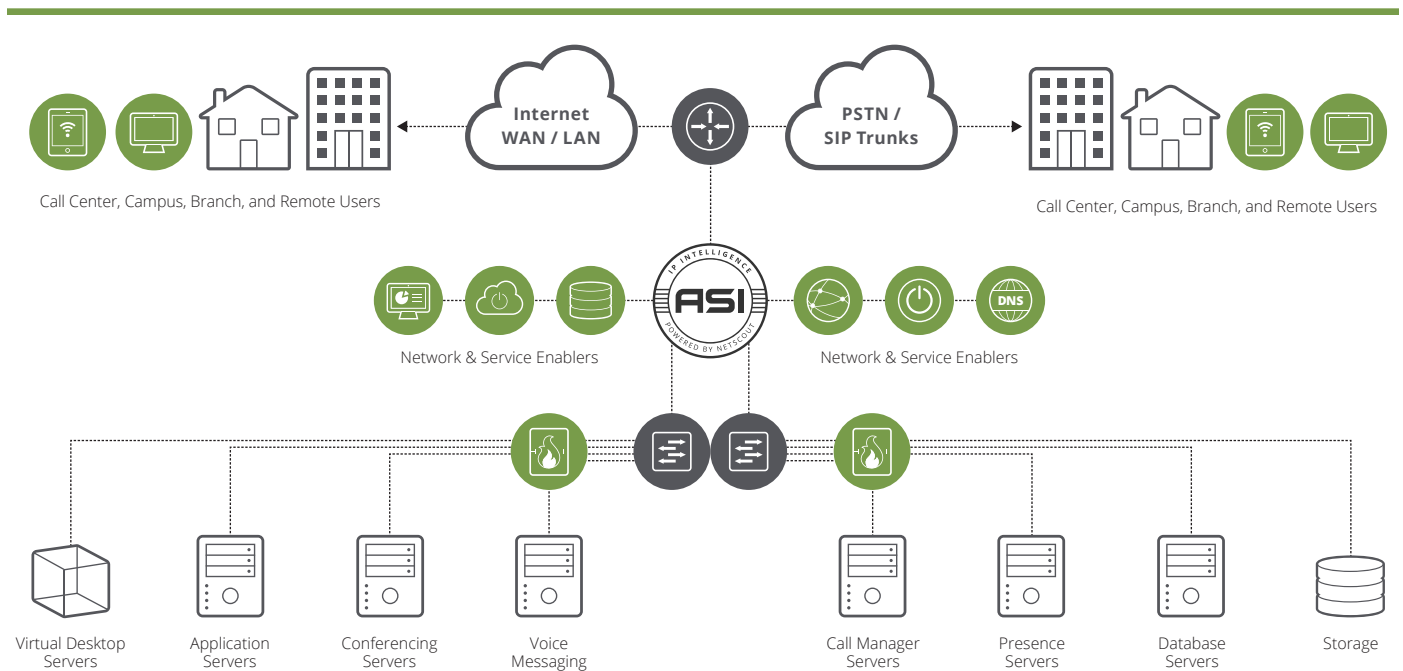 Internet
WAN / LAN
PSTN /
SIP Trunks
Call Center, Campus, Branch, and Remote Users
Call Center, Campus, Branch, and Remote Users
IP INTELLIGENCE
ASI
POWERED BY NETSCOUT
DNS
Network & Service Enablers
Network & Service Enablers
Virtual Desktop
Servers
Application
Servers
Conferencing
Servers
Voice
Messaging
Call Manager
Servers
Presence
Servers
Database
Servers
Storage